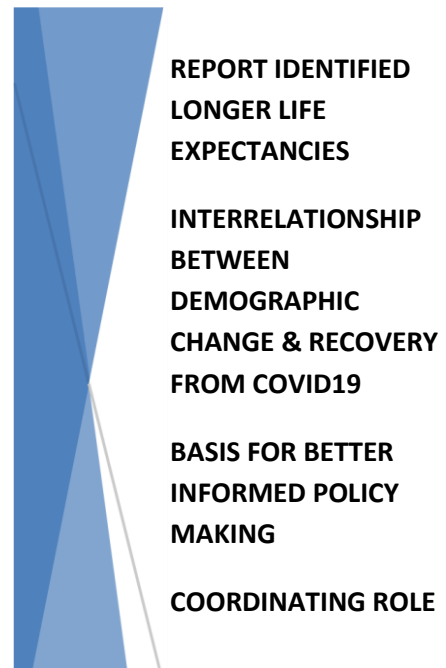 REPORT IDENTIFIED
LONGER LIFE
EXPECTANCIES
INTERRELATIONSHIP
BETWEEN
DEMOGRAPHIC
CHANGE & RECOVERY
FROM COVID19
BASIS FOR BETTER
INFORMED POLICY
MAKING
COORDINATING ROLE